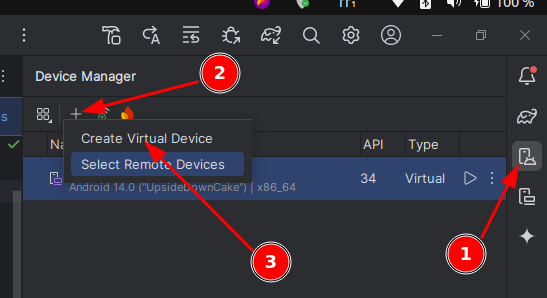 100 %
Device Manager
2
s
Create Virtual Device
Na
API
Type
Select Remote Devices
Android 14.0 ("UpsideDownCake") | x86_64
34
Virtual
1
3